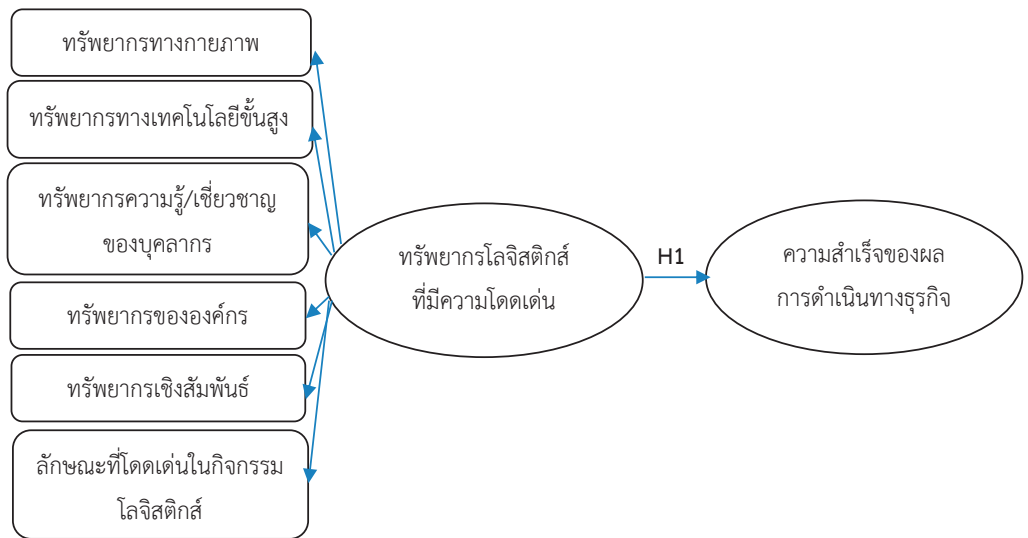 ทรัพยากรทางกายภาพ
ทรัพยากรทางเทคโนโลยีขั้นสูง
ทรัพยากรความรู้/เชี่ยวชาญ
ของบุคลากร
ทรัพยากรขององค์กร
ทรัพยากรเชิงสัมพันธ์
ลักษณะที่โดดเด่นในกิจกรรม
โลจิสติกส์
ทรัพยากรโลจิสติกส์
ที่มีความโดดเด่น
H1
ความสำเร็จของผล
การดำเนินทางธุรกิจ